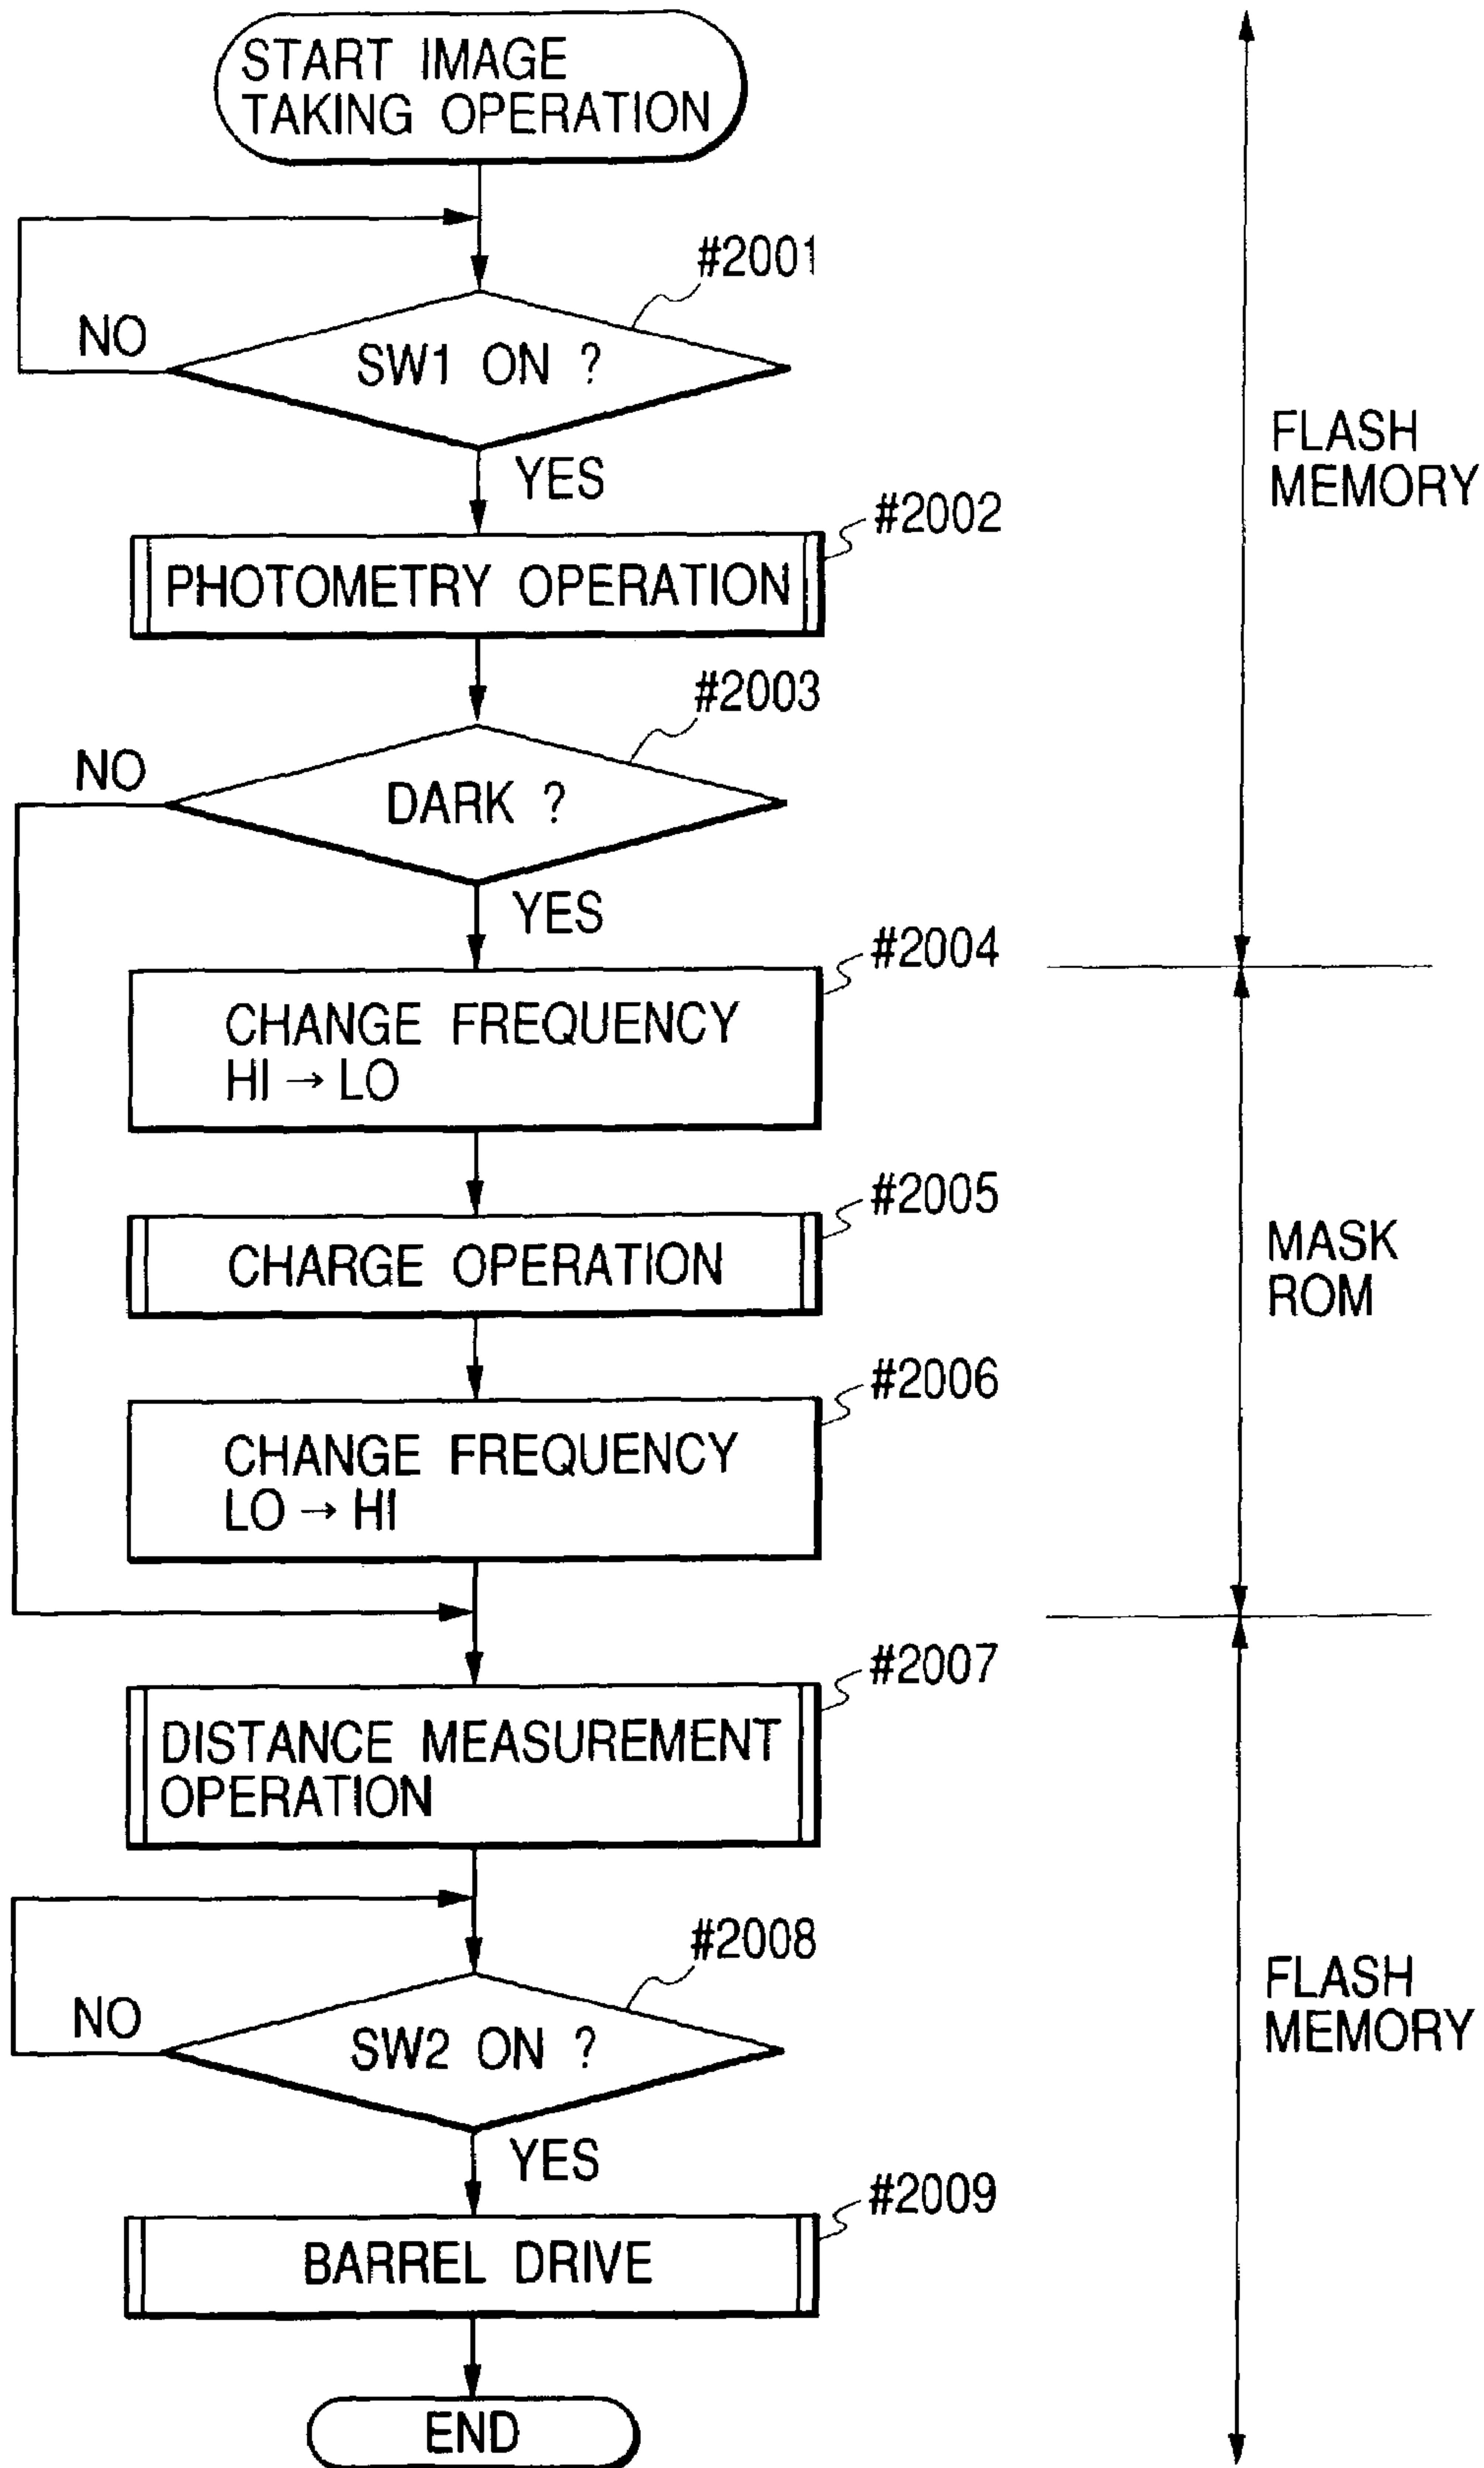 START IMAGE
TAKING OPERATION
#2001
NO
SW1 ON ?
YES
FLASH
MEMORY
#2002
PHOTOMETRY OPERATION
#2003
NO
DARK ?
YES
#2004
CHANGE FREQUENCY
HI → LO
#2005
CHARGE OPERATION
MASK
ROM
#2006
CHANGE FREQUENCY
LO → HI
#2007
DISTANCE MEASUREMENT
OPERATION
#2008
NO
SW2 ON ?
FLASH
MEMORY
YES
#2009
BARREL DRIVE
END